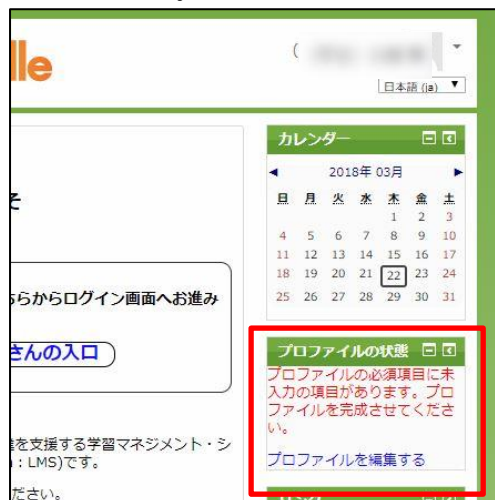 lle
(
日本語 (ja)
カレンダー
2018年 03月
日 月 火 水 木 金 土
1 2 3
4 5 6 7 8 9 10
11 12 13 14 15 16 17
18 19 20 21 22 23 24
25 26 27 28 29 30 31
そ
ちらからログイン画面へお進み
さんの入口
プロファイルの状態
プロファイルの必須項目に未
入力の項目があります。プロ
ファイルを完成させてくださ
い。
プロファイルを編集する
を支援する学習マネジメント・シ
: LMS)です。
ださい。